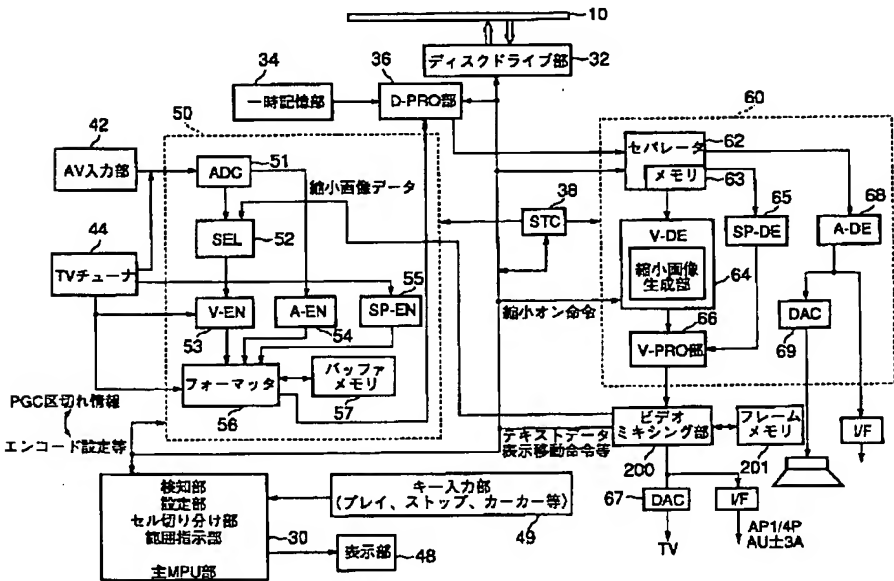 10
ディスクドライブ部
32
34
一時記憶部
36
D-PRO部
50
60
42
AV入力部
ADC
51
縮小画像データ
セパレータ
62
メモリ
63
44
TVチューナ
SEL
52
38
STC
V-DE
縮小画像
生成部
64
65
SP-DE
68
A-DE
55
V-EN
53
A-EN
54
SP-EN
縮小オン命令
66
V-PRO部
DAC
69
フォーマッタ
56
バッファ
メモリ
57
PGC区切れ情報
エンコード設定等
テキストデータ
表示移動命令等
ビデオ
ミキシング部
200
フレーム
メモリ
201
I/F
検知部
設定部
セル切り分け部
範囲指示部
主MPU部
30
キー入力部
(プレイ、ストップ、カーカー等)
49
表示部
48
67
DAC
TV
I/F
AP1/4P
AU土3A